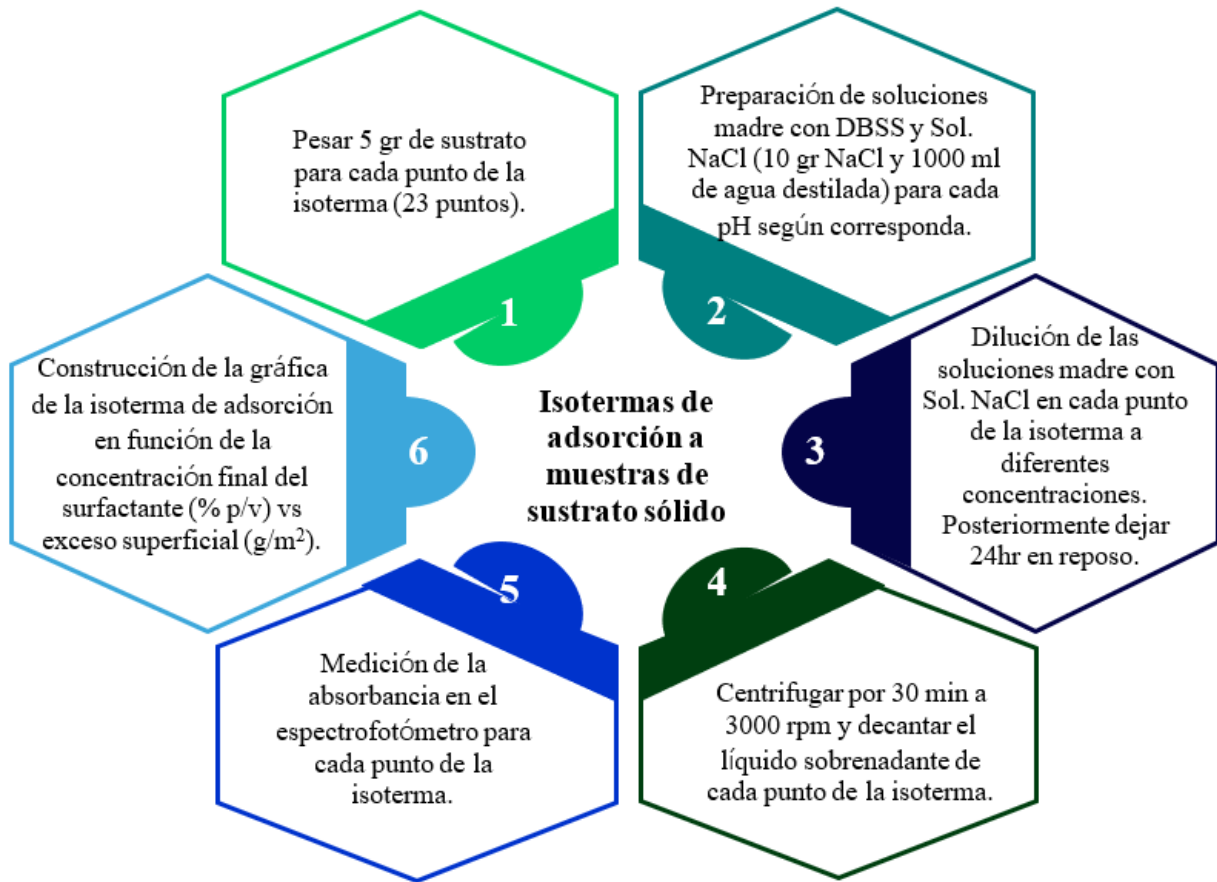 Isotermas de
adsorción a
muestras de
sustrato sólido
1
Pesar 5 gr de sustrato
para cada punto de la
isoterma (23 puntos).
2
Preparación de soluciones
madre con DBSS y Sol.
NaCl (10 gr NaCl y 1000 ml
de agua destilada) para cada
pH según corresponda.
3
Dilución de las
soluciones madre con
Sol. NaCl en cada punto
de la isoterma a
diferentes
concentraciones.
Posteriormente dejar
24hr en reposo.
4
Centrifugar por 30 min a
3000 rpm y decantar el
líquido sobrenadante de
cada punto de la isoterma.
5
Medición de la
absorbancia en el
espectrofotómetro para
cada punto de la
isoterma.
6
Construcción de la gráfica
de la isoterma de adsorción
en función de la
concentración final del
surfactante (% p/v) vs
exceso superficial (g/m²).